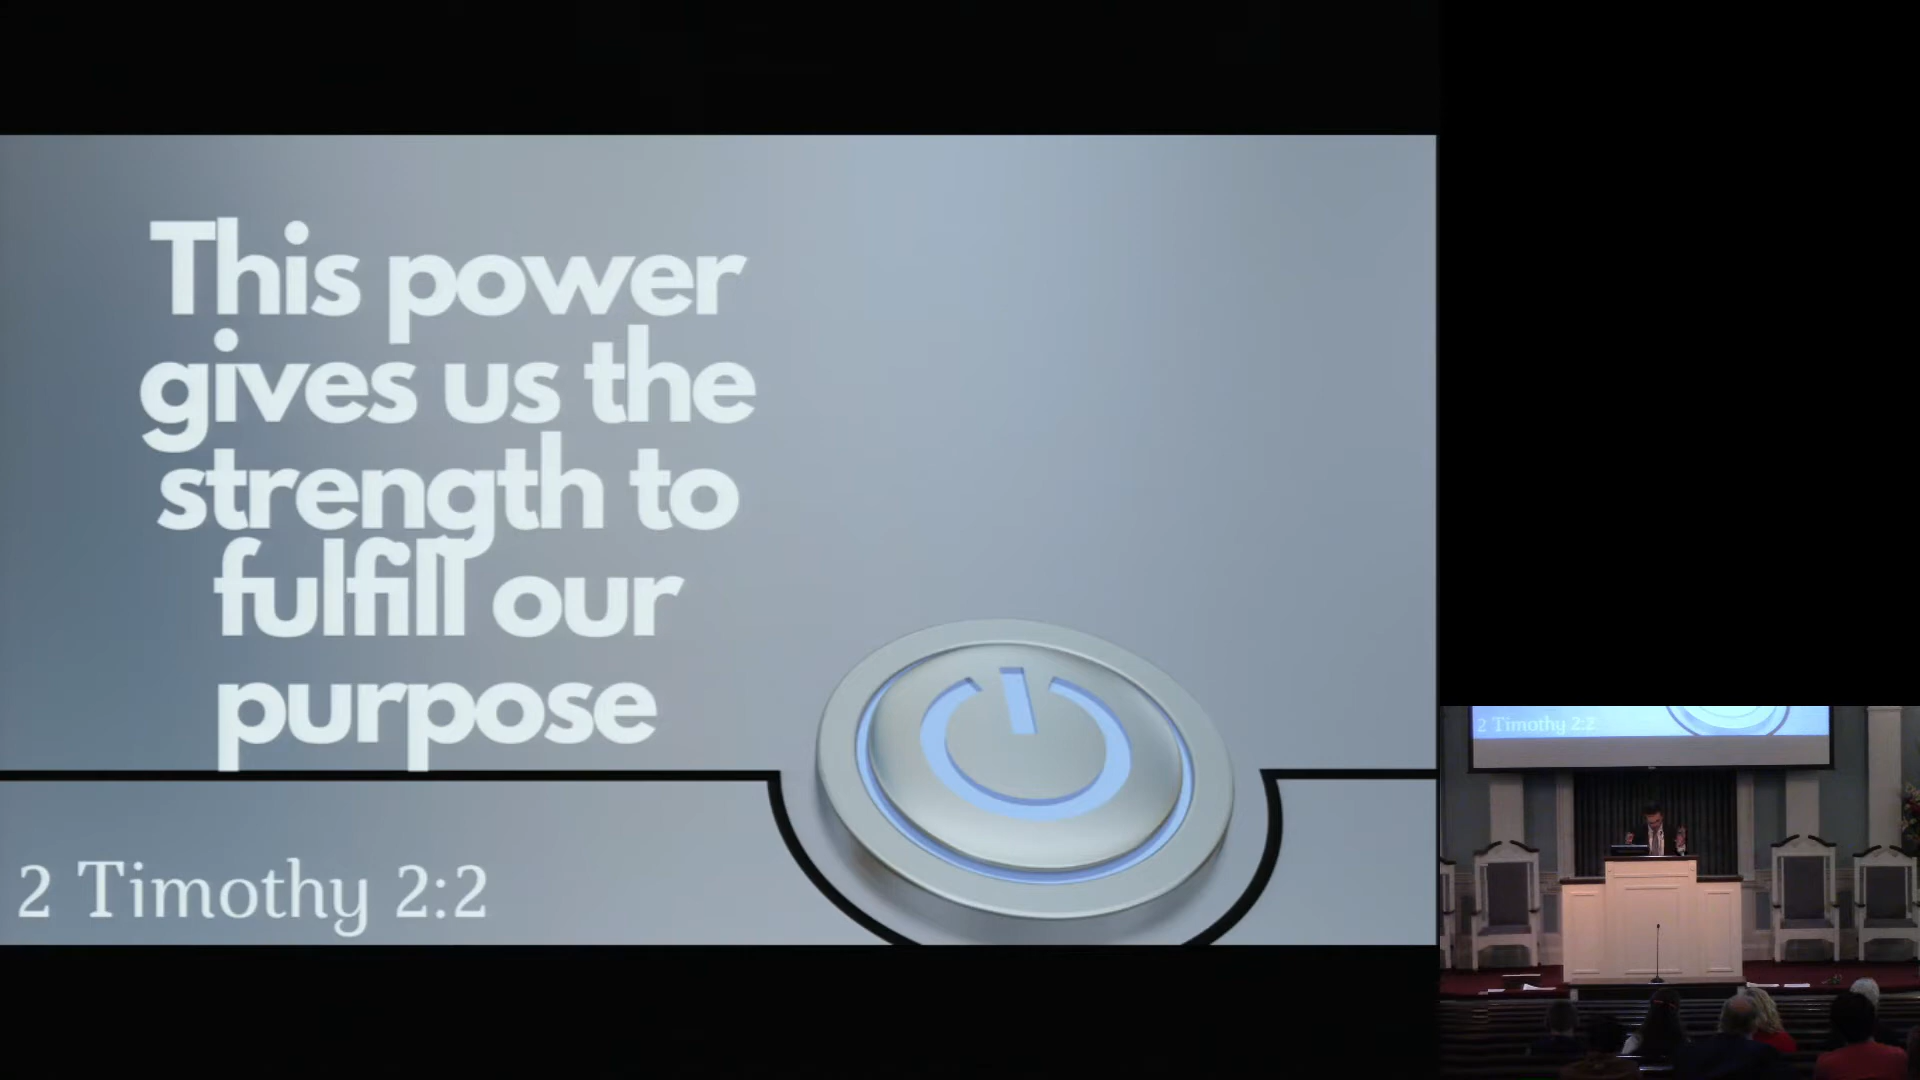 This power
gives us the
strength to
fulfill our
purpose
2 Timothy 2:2
2 Timothy 2:2